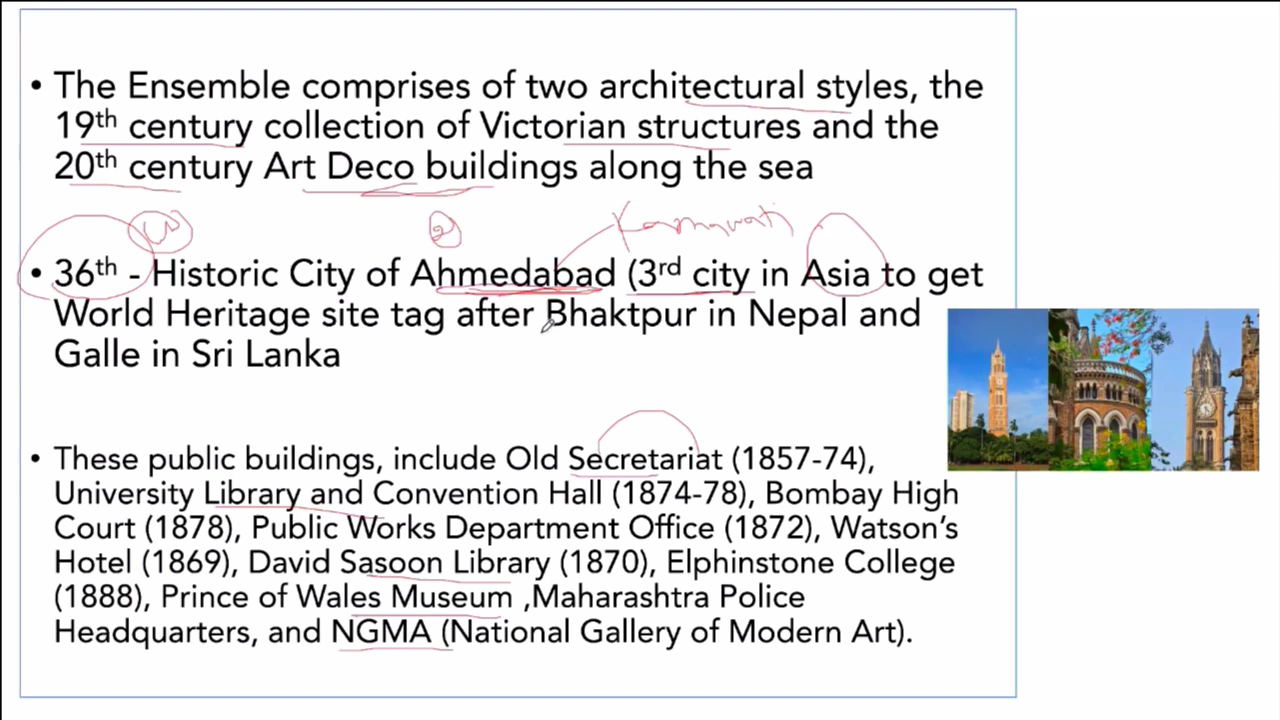 • The Ensemble comprises of two architectural styles, the
19th century collection of Victorian structures and the
20th century Art Deco buildings along the sea
2 Karnavati
• 36th - Historic City of Ahmedabad (3rd city in Asia to get
World Heritage site tag after Bhaktpur in Nepal and
Galle in Sri Lanka
• These public buildings, include Old Secretariat (1857-74),
University Library and Convention Hall (1874-78), Bombay High
Court (1878), Public Works Department Office (1872), Watson’s
Hotel (1869), David Sasoon Library (1870), Elphinstone College
(1888), Prince of Wales Museum ,Maharashtra Police
Headquarters, and NGMA (National Gallery of Modern Art).